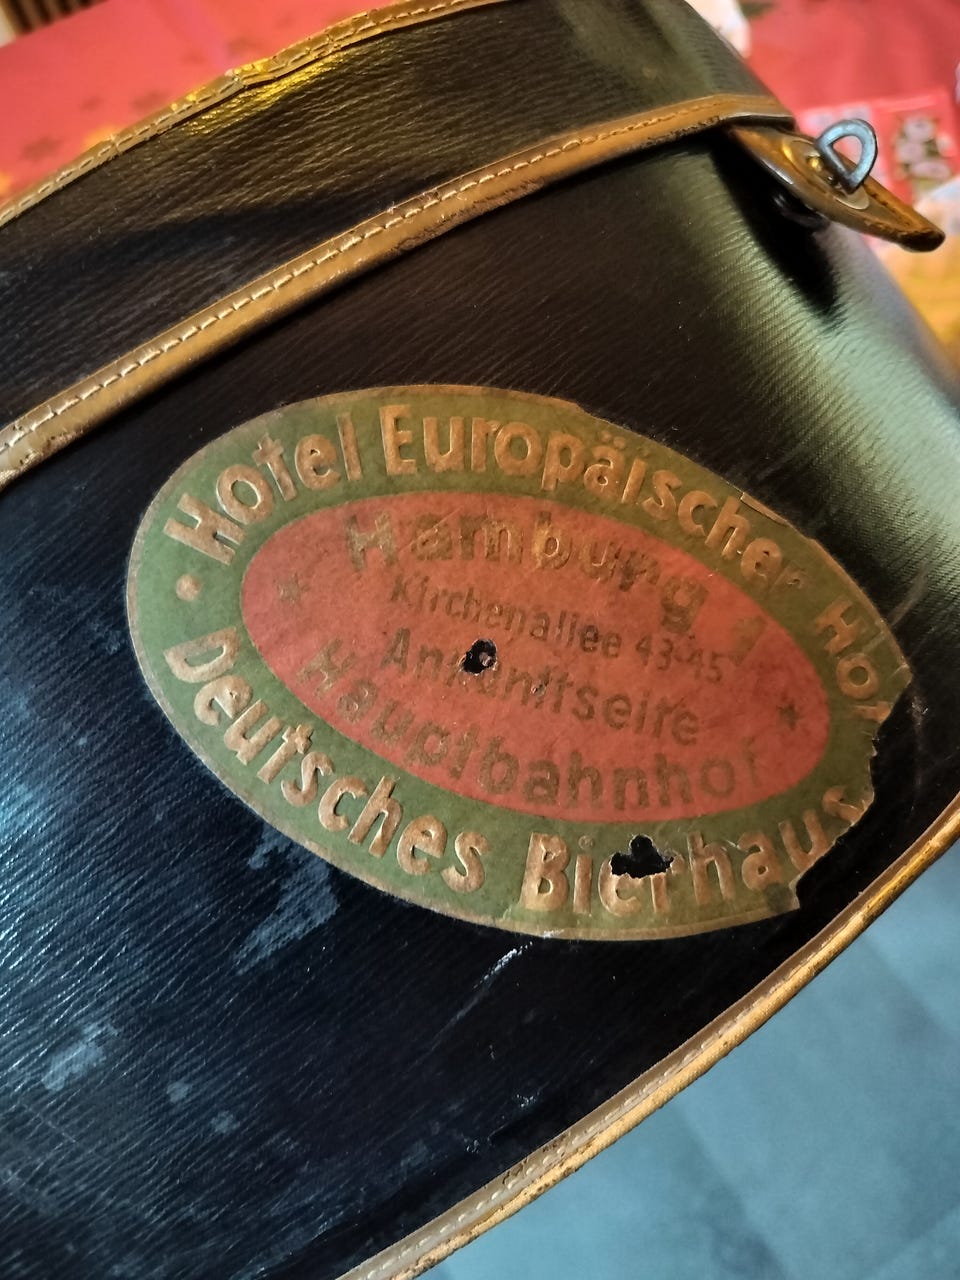 Hotel Europäischer Hof
Hamburg 1
Kirchenallee 43-45
Ankunftseite
Hauptbahnhof
Deutsches Bierhaus